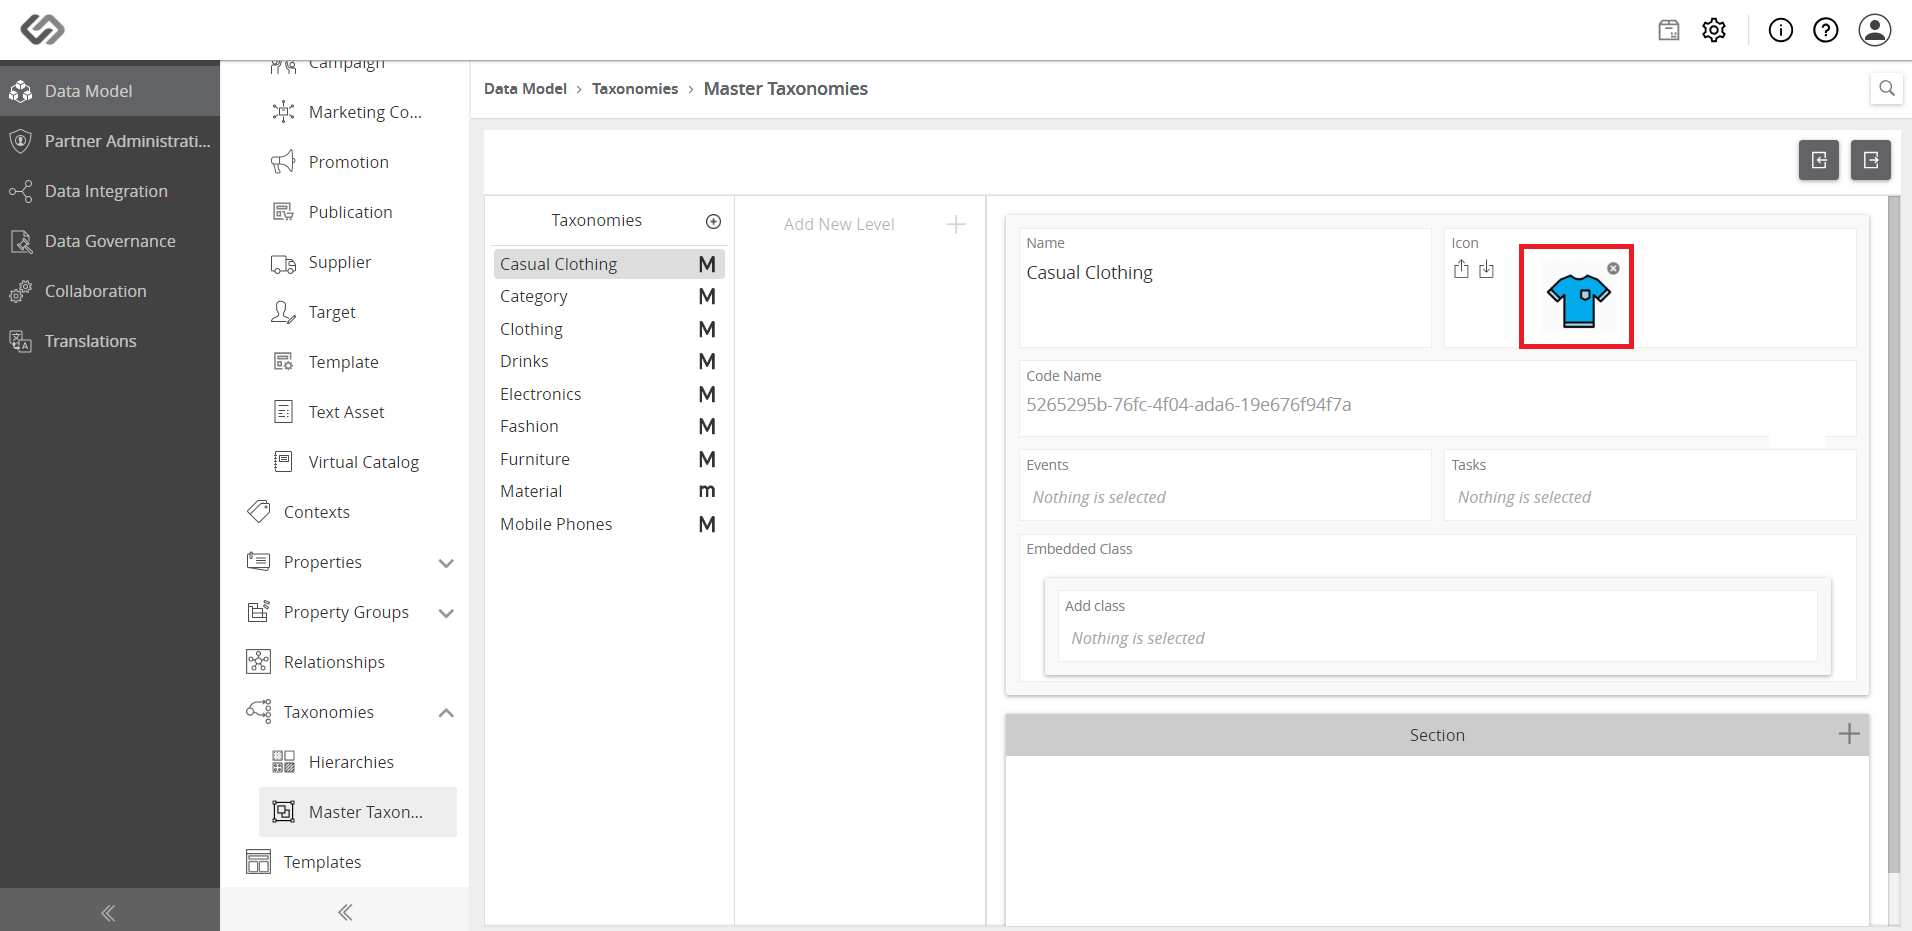 Data Model
Partner Administrati...
Data Integration
Data Governance
Collaboration
Translations
Campaign
Marketing Co...
Promotion
Publication
Supplier
Target
Template
Text Asset
Virtual Catalog
Contexts
Properties
Property Groups
Relationships
Taxonomies
Hierarchies
Master Taxon...
Templates
Data Model › Taxonomies › Master Taxonomies
Taxonomies
Casual Clothing M
Category M
Clothing M
Drinks M
Electronics M
Fashion M
Furniture M
Material m
Mobile Phones M
Add New Level
Name
Casual Clothing
Icon
Code Name
5265295b-76fc-4f04-ada6-19e676f94f7a
Events
Nothing is selected
Tasks
Nothing is selected
Embedded Class
Add class
Nothing is selected
Section